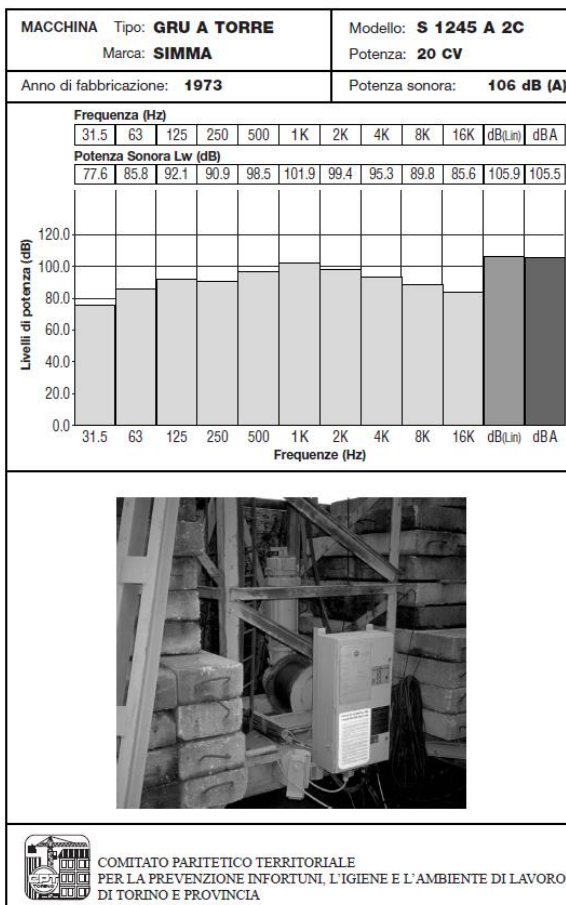 MACCHINA Tipo: GRU A TORRE
Marca: SIMMA
Modello: S 1245 A 2C
Potenza: 20 CV
Anno di fabbricazione: 1973
Potenza sonora: 106 dB (A)
Frequenza (Hz)
31.5 63 125 250 500 1K 2K 4K 8K 16K dB(Lin) dBA
Potenza Sonora Lw (dB)
77.6 85.8 92.1 90.9 98.5 101.9 99.4 95.3 89.8 85.6 105.9 105.5
Livelli di potenza (dB)
120.0
100.0
80.0
60.0
40.0
20.0
0.0
31.5 63 125 250 500 1K 2K 4K 8K 16K dB(Lin) dBA
Frequenze (Hz)
CPT
TORINO
COMITATO PARITETICO TERRITORIALE
PER LA PREVENZIONE INFORTUNI, L'IGIENE E L'AMBIENTE DI LAVORO
DI TORINO E PROVINCIA